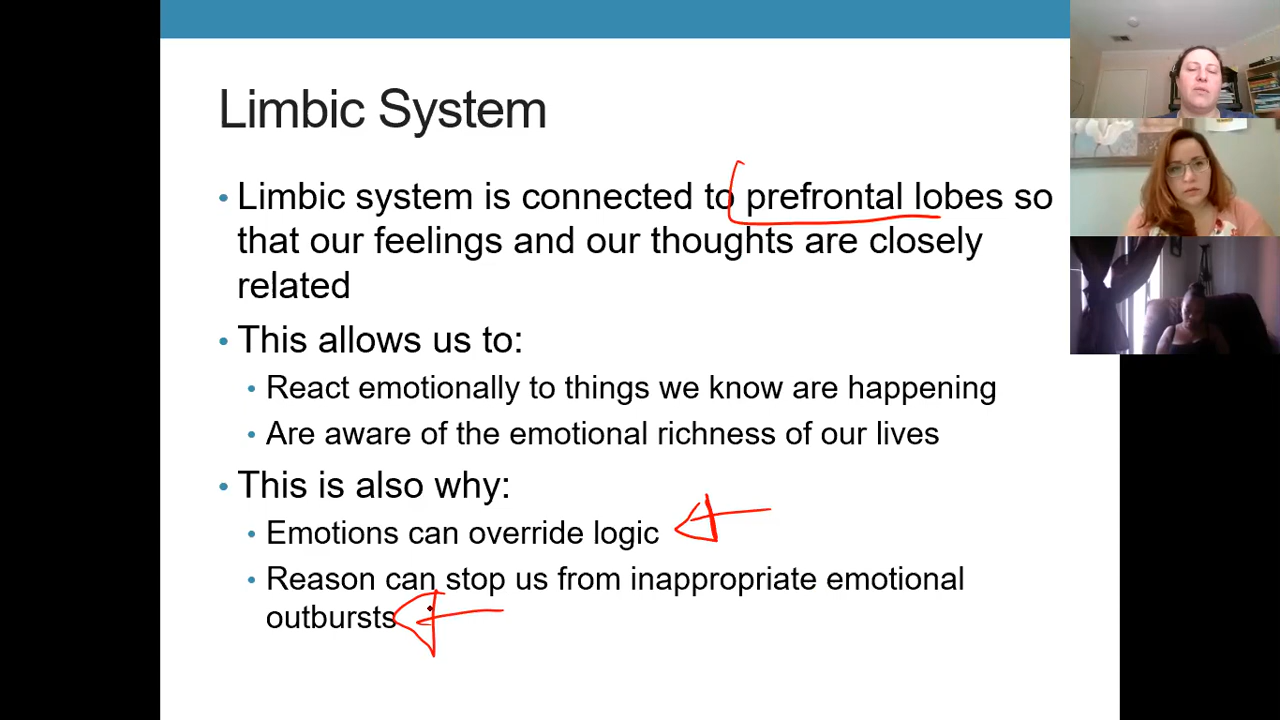 Limbic System
• Limbic system is connected to prefrontal lobes so
that our feelings and our thoughts are closely
related
• This allows us to:
• React emotionally to things we know are happening
• Are aware of the emotional richness of our lives
• This is also why:
• Emotions can override logic
• Reason can stop us from inappropriate emotional
outbursts